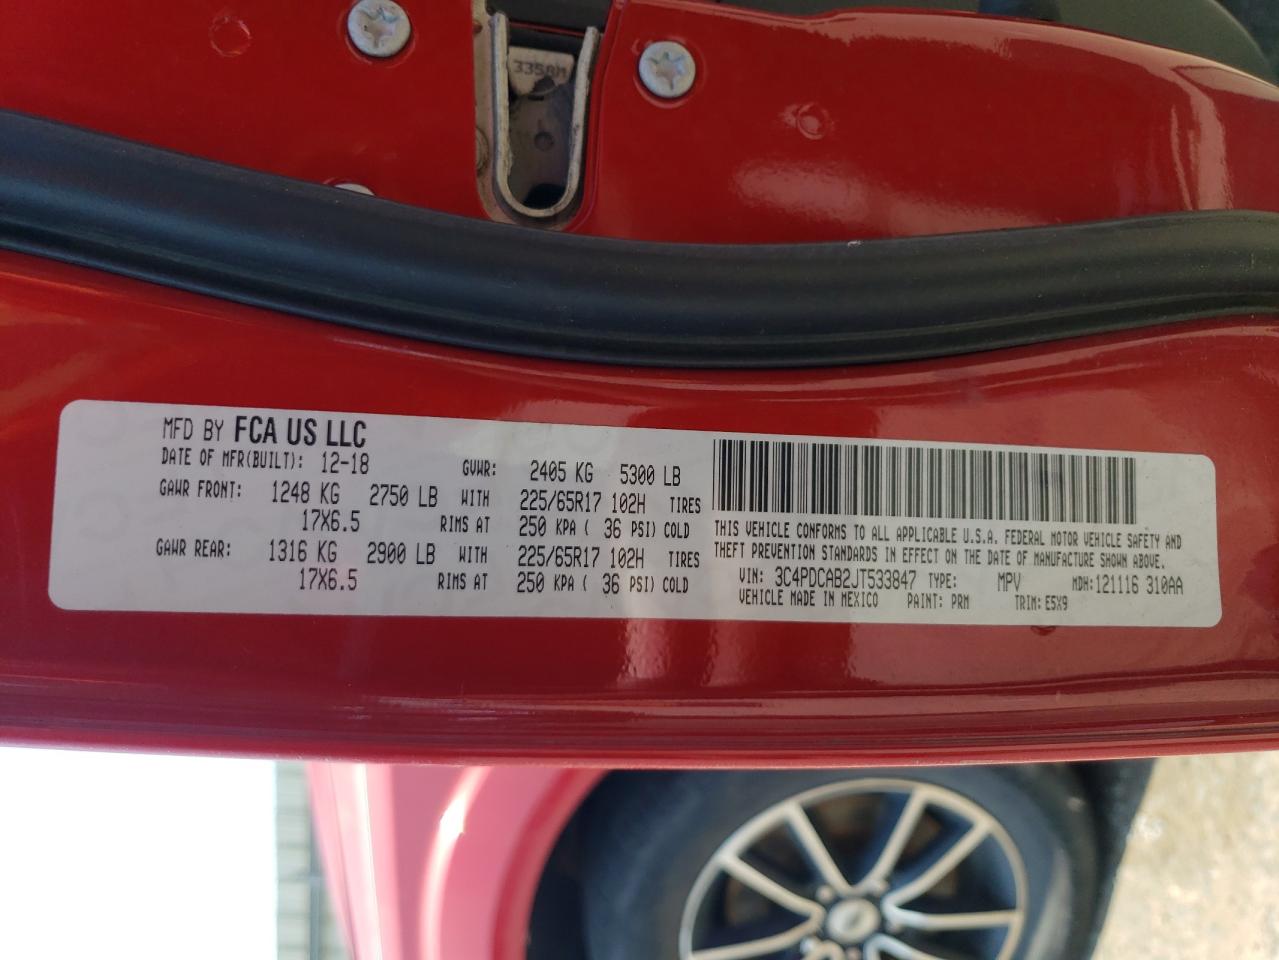 335AM
MFD BY FCA US LLC
DATE OF MFR(BUILT): 12-18 GVWR: 2405 KG 5300 LB
GAWR FRONT: 1248 KG 2750 LB WITH 225/65R17 102H TIRES
17X6.5 RIMS AT 250 KPA ( 36 PSI) COLD
GAWR REAR: 1316 KG 2900 LB WITH 225/65R17 102H TIRES
17X6.5 RIMS AT 250 KPA ( 36 PSI) COLD
THIS VEHICLE CONFORMS TO ALL APPLICABLE U.S.A. FEDERAL MOTOR VEHICLE SAFETY AND
THEFT PREVENTION STANDARDS IN EFFECT ON THE DATE OF MANUFACTURE SHOWN ABOVE.
VIN: 3C4PDCAB2JT533847 TYPE: MPV MDH:121116 310AA
VEHICLE MADE IN MEXICO PAINT: PRM TRIM: E5X9